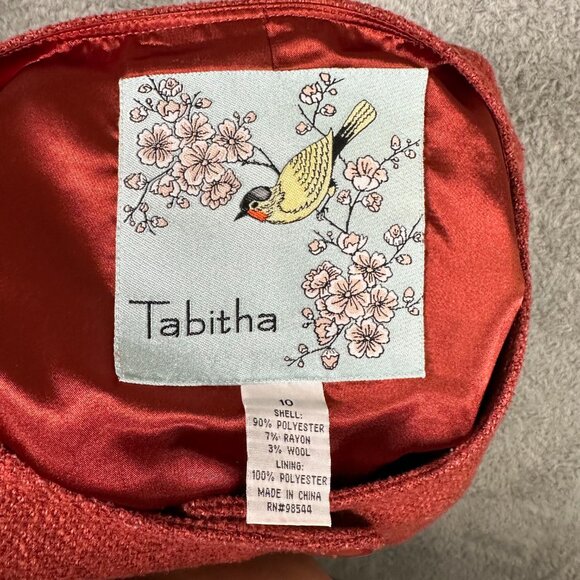 Tabitha
10
SHELL:
90% POLYESTER
7% RAYON
3% WOOL
LINING:
100% POLYESTER
MADE IN CHINA
RN#98544